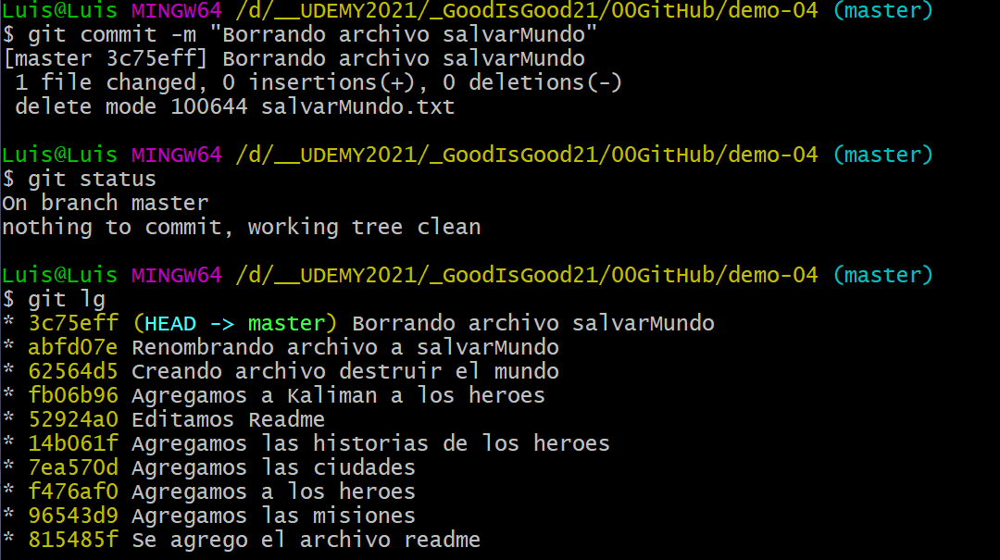 Luis@Luis MINGW64 /d/__UDEMY2021/_GoodIsGood21/00GitHub/demo-04 (master)
$ git commit -m "Borrando archivo salvarMundo"
[master 3c75eff] Borrando archivo salvarMundo
 1 file changed, 0 insertions(+), 0 deletions(-)
 delete mode 100644 salvarMundo.txt

Luis@Luis MINGW64 /d/__UDEMY2021/_GoodIsGood21/00GitHub/demo-04 (master)
$ git status
On branch master
nothing to commit, working tree clean

Luis@Luis MINGW64 /d/__UDEMY2021/_GoodIsGood21/00GitHub/demo-04 (master)
$ git lg
* 3c75eff (HEAD -> master) Borrando archivo salvarMundo
* abfd07e Renombrando archivo a salvarMundo
* 62564d5 Creando archivo destruir el mundo
* fb06b96 Agregamos a Kaliman a los heroes
* 52924a0 Editamos Readme
* 14b061f Agregamos las historias de los heroes
* 7ea570d Agregamos las ciudades
* f476af0 Agregamos a los heroes
* 96543d9 Agregamos las misiones
* 815485f Se agrego el archivo readme